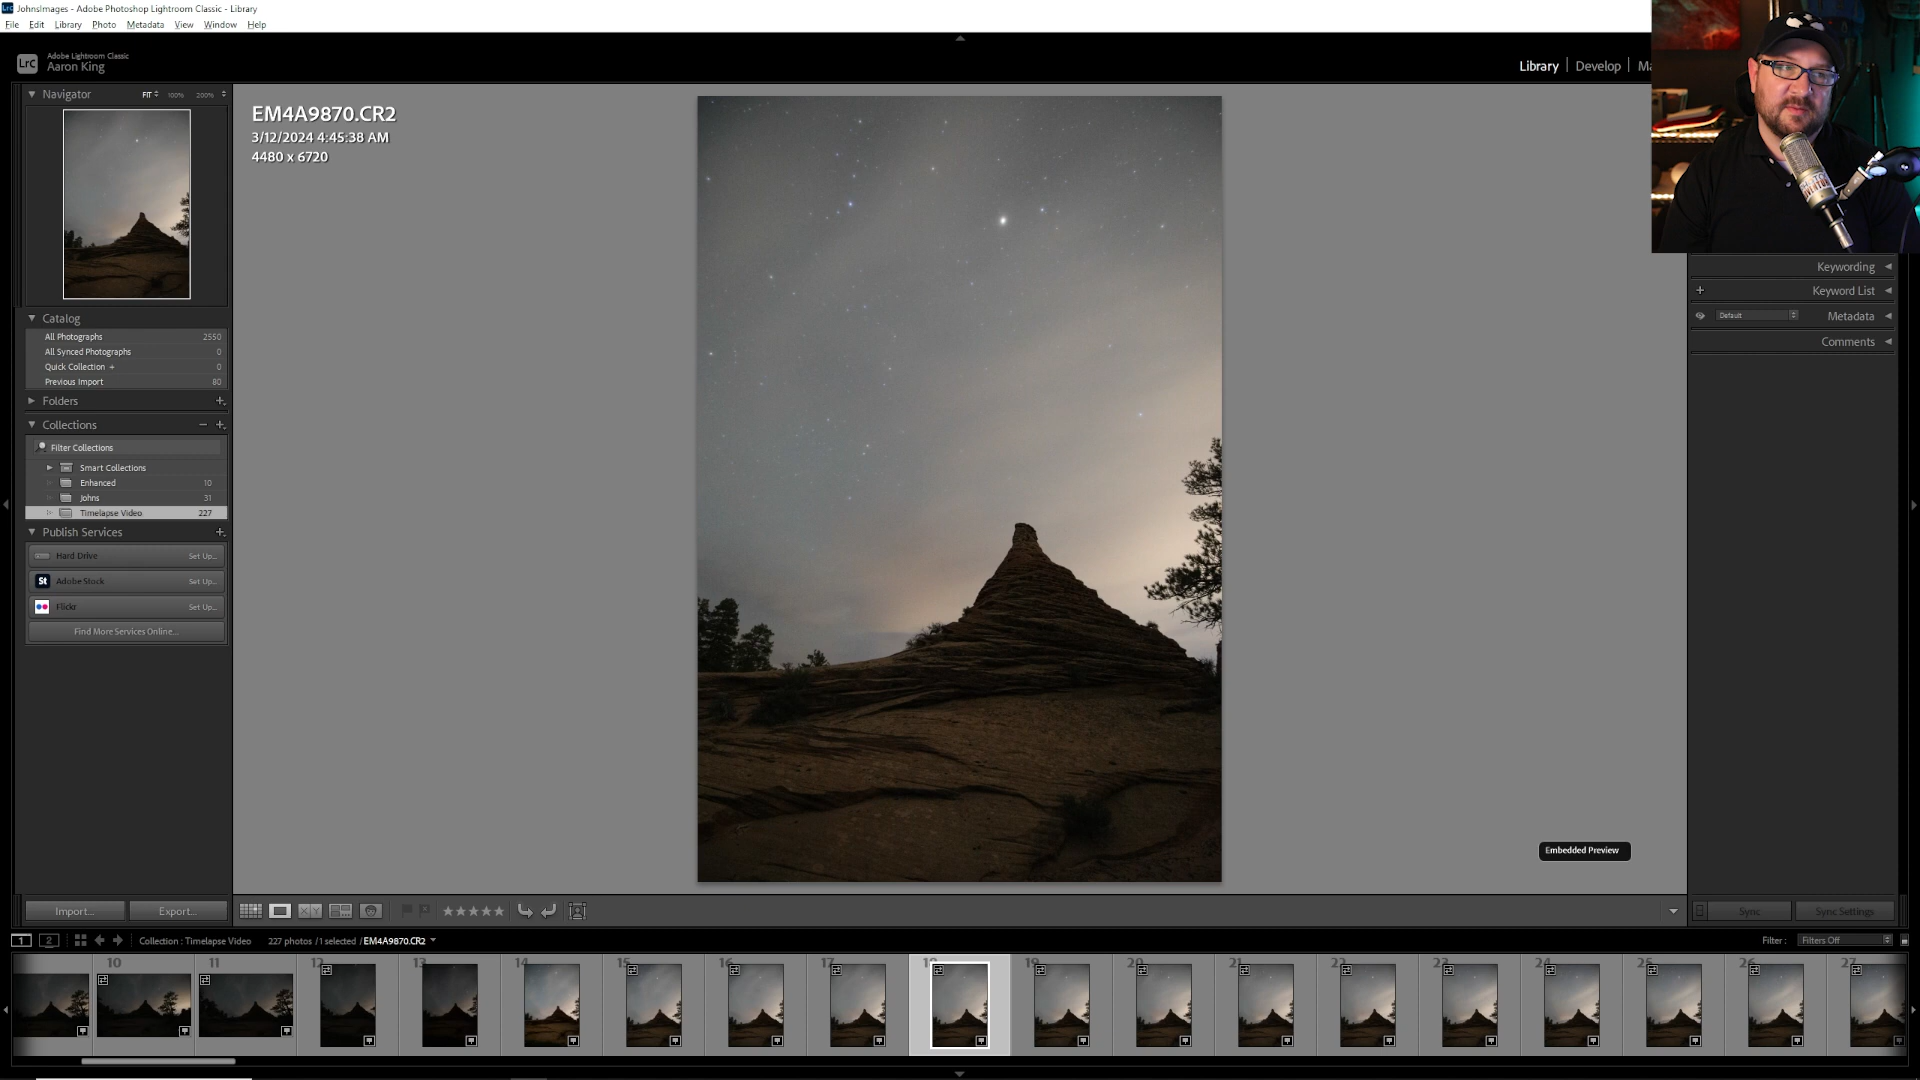 JohnsImages - Adobe Photoshop Lightroom Classic - Library
File Edit Library Photo Metadata View Window Help
LrC
Adobe Lightroom Classic
Aaron King
Library | Develop | Ma
Navigator FIT 100% 200%
EM4A9870.CR2
3/12/2024 4:45:38 AM
4480 x 6720
Catalog
All Photographs 2550
All Synced Photographs 0
Quick Collection + 0
Previous Import 80
Folders
Collections
Filter Collections
Smart Collections
Enhanced 10
Johns 31
Timelapse Video 227
Publish Services
Hard Drive Set Up...
St Adobe Stock Set Up...
Flickr Set Up...
Find More Services Online...
Keywording
Keyword List
Default Metadata
Comments
Embedded Preview
Import... Export...
XY
Sync Sync Settings
1 2 Collection : Timelapse Video 227 photos / 1 selected / EM4A9870.CR2
Filter : Filters Off
10 11 12 13 14 15 16 17 18 19 20 21 22 23 24 25 26 27